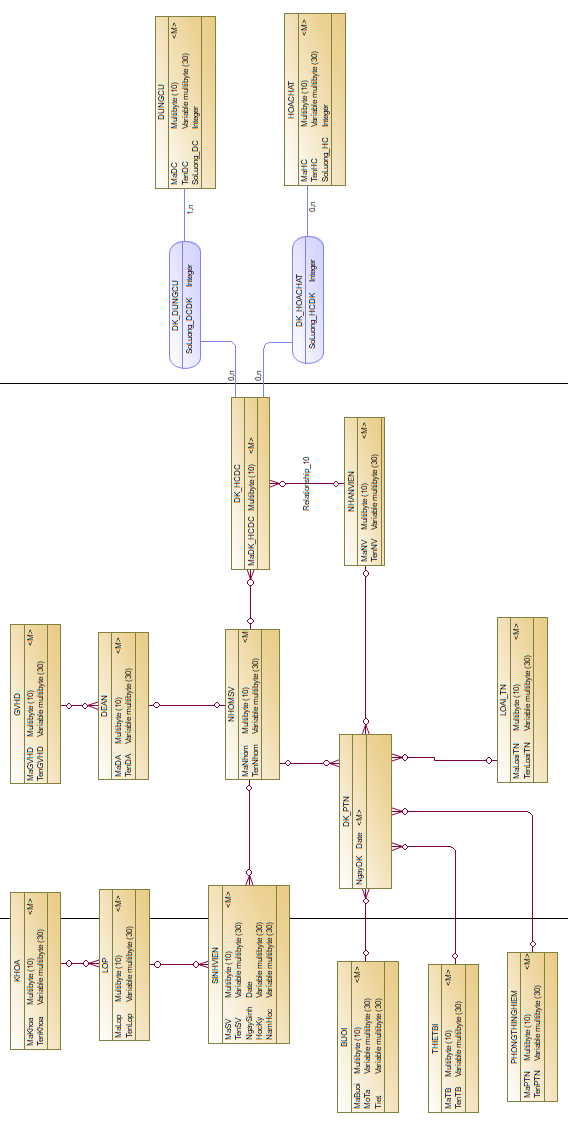 KHOA
MaKhoa Multibyte (10) <M>
TenKhoa Variable multibyte (30)
GVHD
MaGVHD Multibyte (10) <M>
TenGVHD Variable multibyte (30)
LOP
MaLop Multibyte (10) <M>
TenLop Variable multibyte (30)
DEAN
MaDA Multibyte (10) <M>
TenDA Variable multibyte (30)
DUNGCU
MaDC Multibyte (10) <M>
TenDC Variable multibyte (30)
SoLuong_DC Integer
1,n
DK_DUNGCU
SoLuong_DCDK Integer
0,n
SINHVIEN
MaSV Multibyte (10) <M>
TenSV Variable multibyte (30)
NgaySinh Date
HocKy Variable multibyte (30)
NamHoc Variable multibyte (30)
NHOMSV
MaNhom Multibyte (10) <M
TenNhom Variable multibyte (30)
DK_HCDC
MaDK_HCDC Multibyte (10) <M>
0,n
DK_HOACHAT
SoLuong_HCDK Integer
0,n
HOACHAT
MaHC Multibyte (10) <M>
TenHC Variable multibyte (30)
SoLuong_HC Integer
Relationship_10
DK_PTN
NgayDK Date <M>
NHANVIEN
MaNV Multibyte (10) <M>
TenNV Variable multibyte (30)
BUOI
MaBuoi Multibyte (10) <M>
MoTa Variable multibyte (30)
Tiet Variable multibyte (30)
THIETBI
MaTB Multibyte (10) <M>
TenTB Variable multibyte (30)
LOAI_TN
MaLoaiTN Multibyte (10) <M>
TenLoaiTN Variable multibyte (30)
PHONGTHINGHIEM
MaPTN Multibyte (10) <M>
TenPTN Variable multibyte (30)